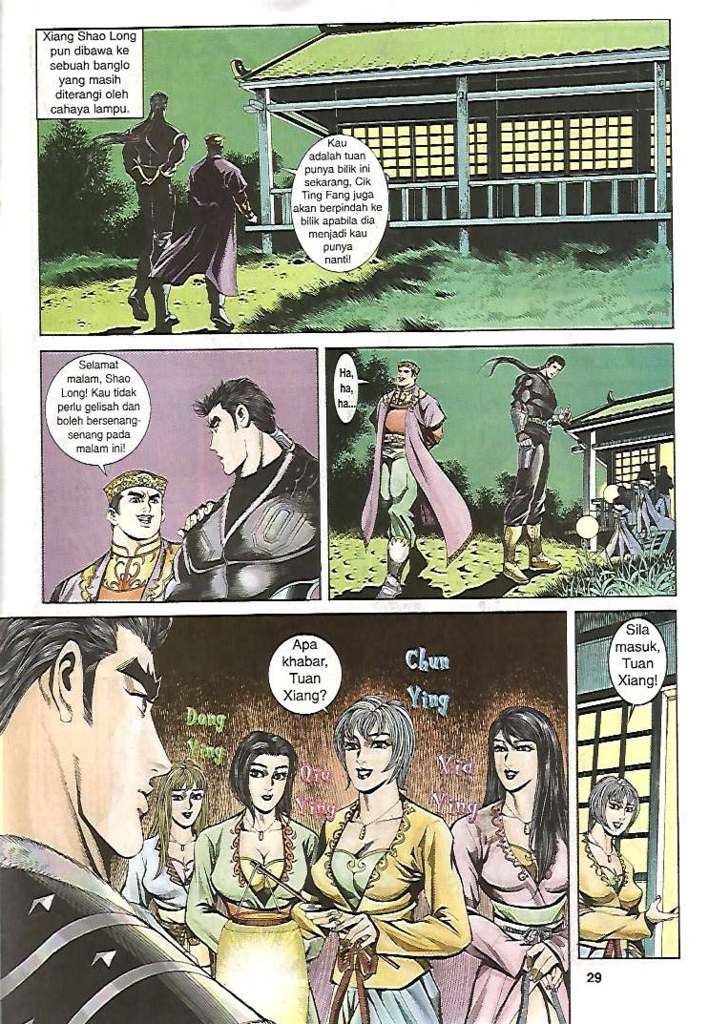 Xiang Shao Long
pun dibawa ke
sebuah banglo
yang masih
diterangi oleh
cahaya lampu.
Kau
adalah tuan
punya bilik ini
sekarang, Cik
Ting Fang juga
akan berpindah ke
bilik apabila dia
menjadi kau
punya
nanti!
Selamat
malam, Shao
Long! Kau tidak
perlu gelisah dan
boleh bersenang-
senang pada
malam ini!
Ha,
ha,
ha...
Apa
khabar,
Tuan
Xiang?
Chun
Ying
Dong
Ying
Qiu
Ying
Xia
Ying
Sila
masuk,
Tuan
Xiang!
29